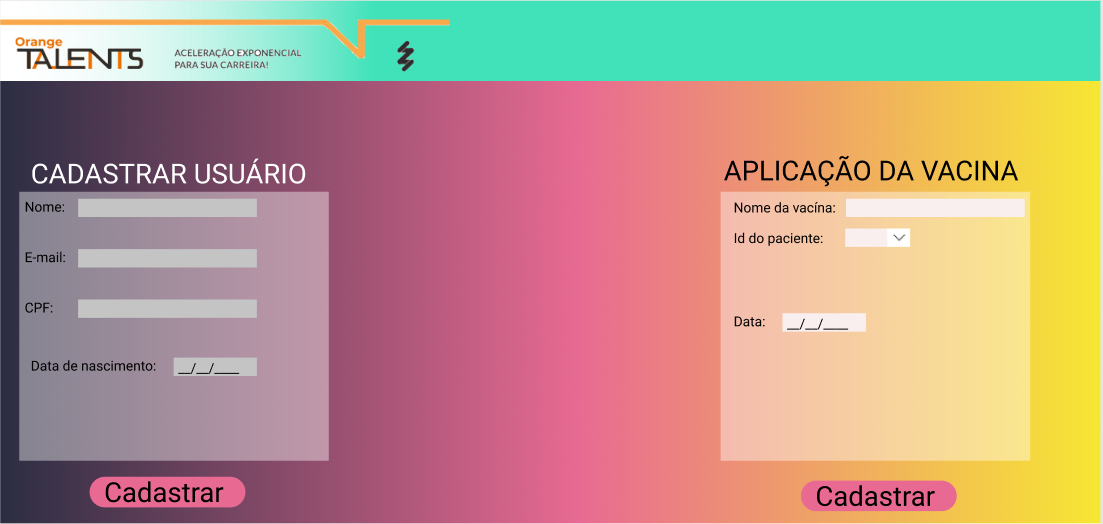 Orange
TALENTS
ACELERAÇÃO EXPONENCIAL
PARA SUA CARREIRA!
CADASTRAR USUÁRIO
Nome:
E-mail:
CPF:
Data de nascimento: __/__/____
Cadastrar
APLICAÇÃO DA VACINA
Nome da vacína:
Id do paciente:
Data: __/__/____
Cadastrar